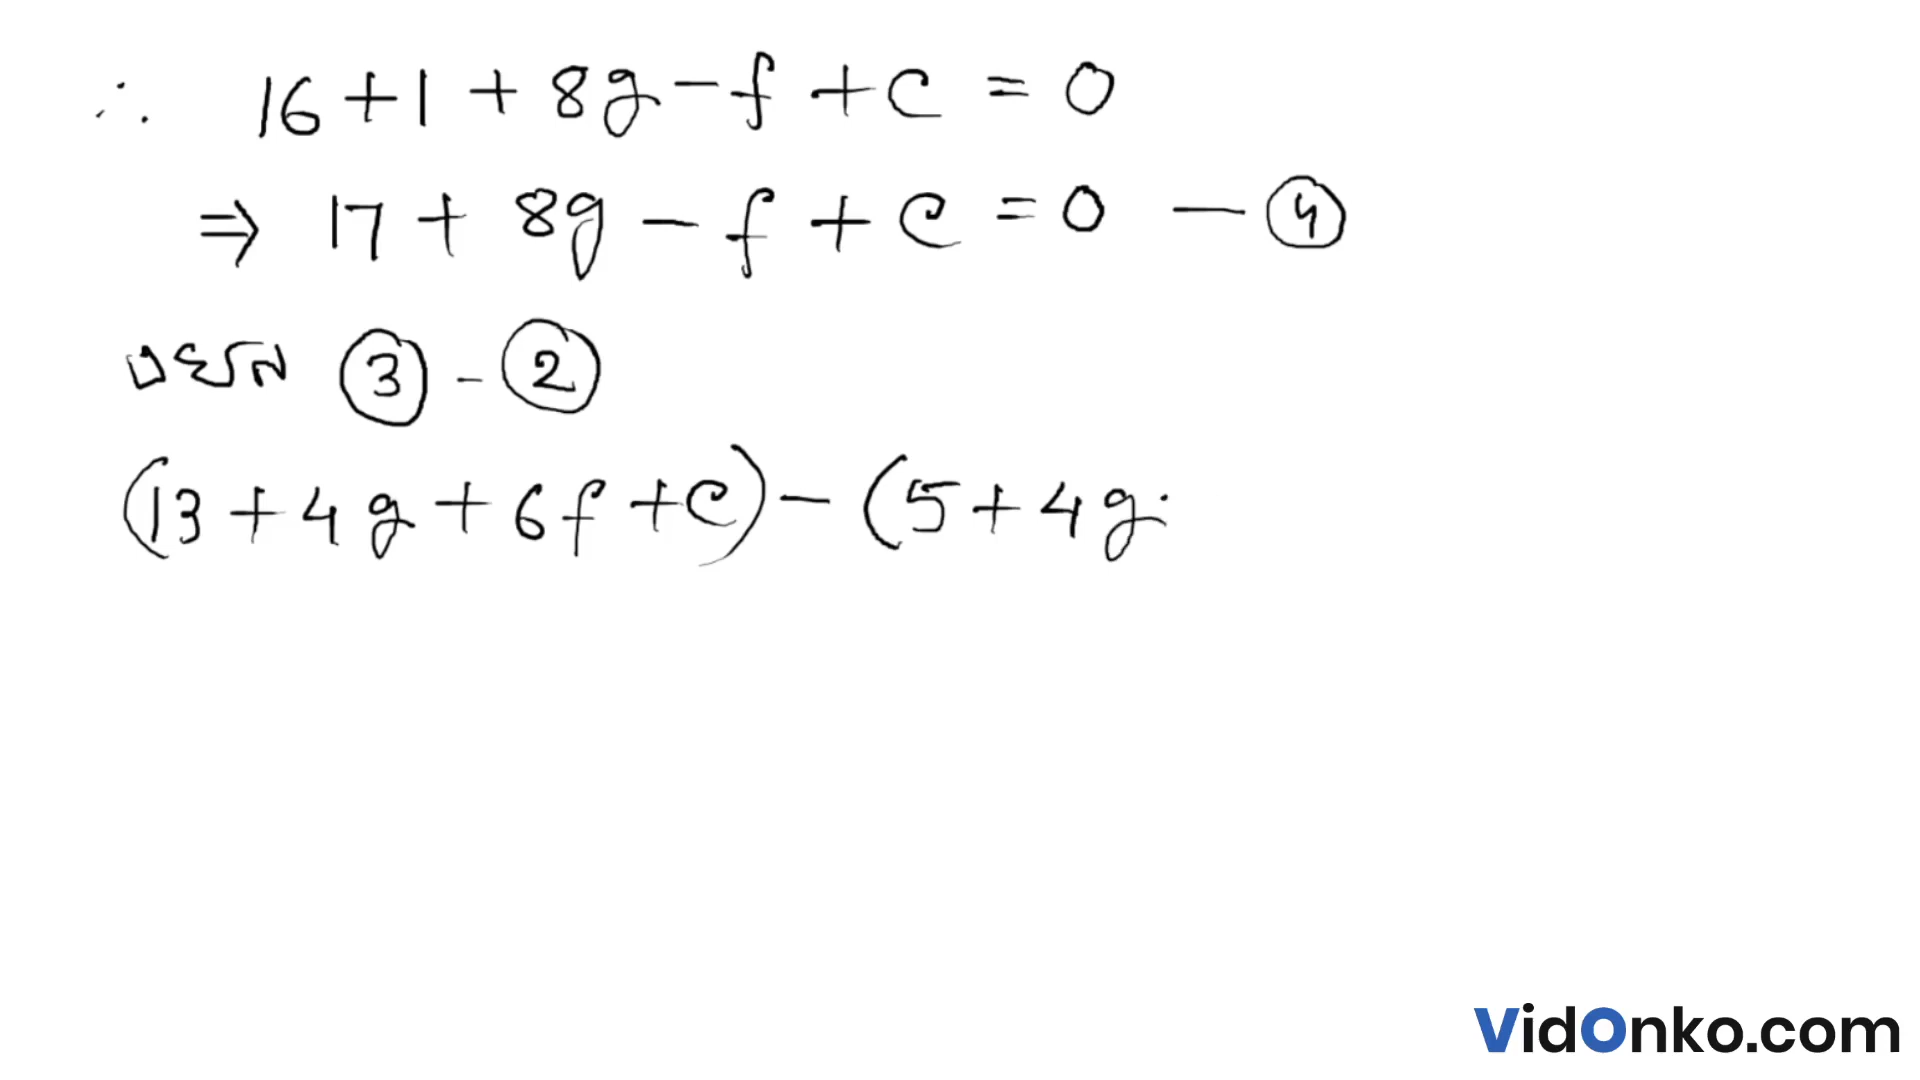 ∴ 16 + 1 + 8g - f + c = 0
⇒ 17 + 8g - f + c = 0 — ④
এখন ③ - ②
(13 + 4g + 6f + c) - (5 + 4g
VidOnko.com